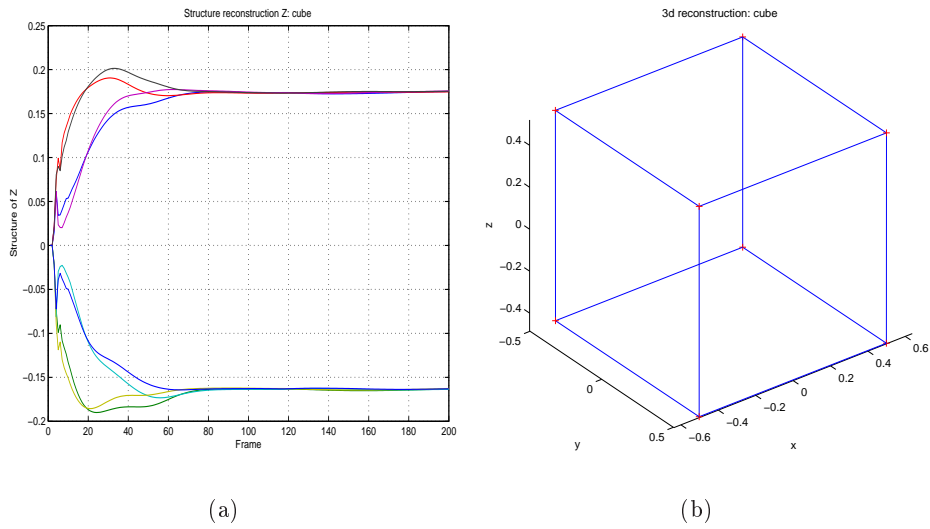 Structure reconstruction Z: cube
0.25
0.2
0.15
0.1
0.05
0
−0.05
−0.1
−0.15
−0.2
Structure of Z
0 20 40 60 80 100 120 140 160 180 200
Frame
(a)
3d reconstruction: cube
0.4
0.2
0
−0.2
−0.4
z
−0.5
0
0.5
y
−0.6 −0.4 −0.2 0 0.2 0.4 0.6
x
(b)